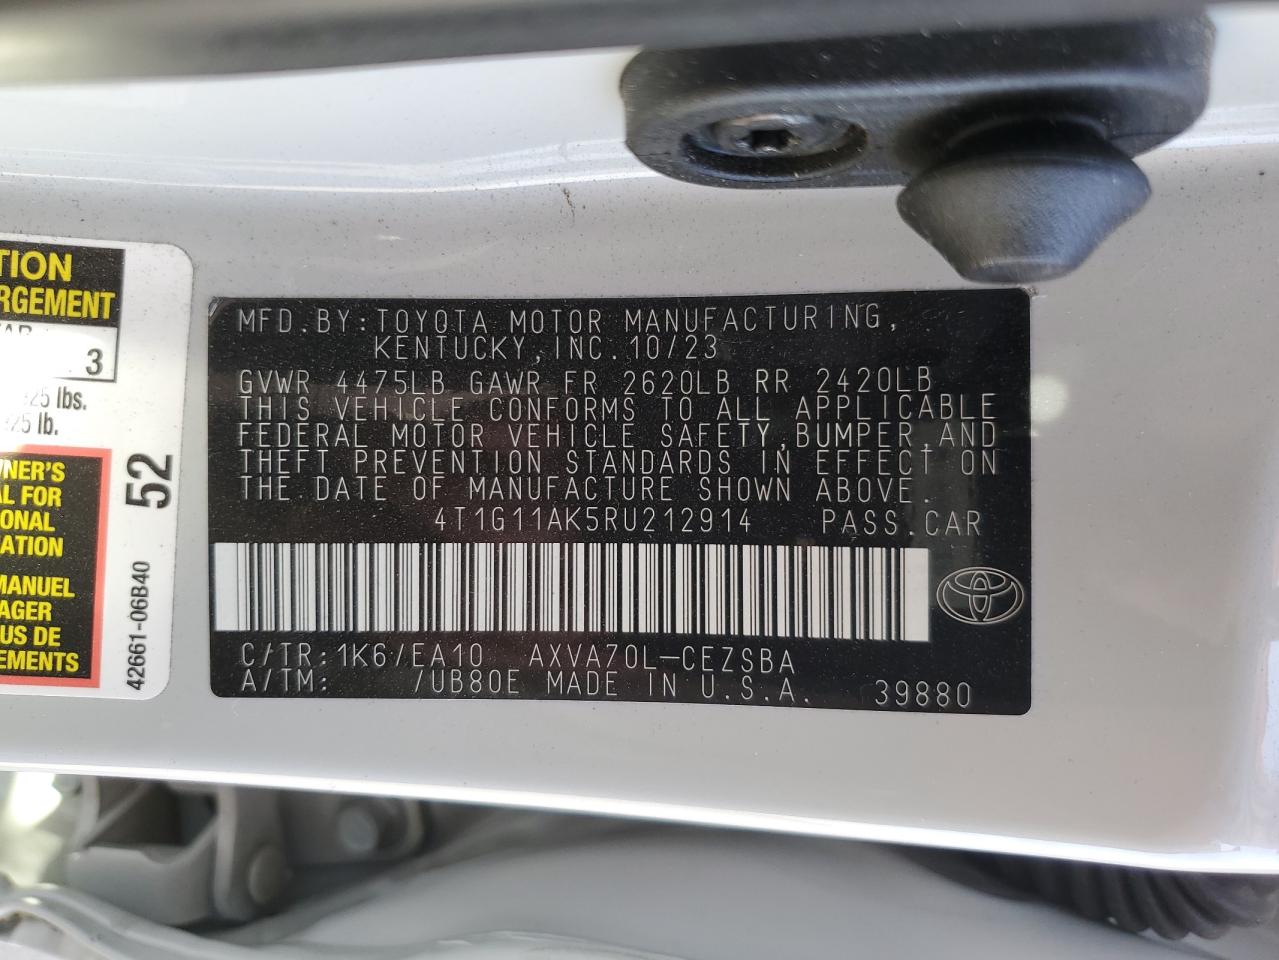 TION
RGEMENT
3
25 lbs.
25 lb.
WNER'S
AL FOR
IONAL
ATION
MANUEL
AGER
US DE
EMENTS
52
42661-06B40
MFD.BY:TOYOTA MOTOR MANUFACTURING,
KENTUCKY,INC.10/23
GVWR 4475LB GAWR FR 2620LB RR 2420LB
THIS VEHICLE CONFORMS TO ALL APPLICABLE
FEDERAL MOTOR VEHICLE SAFETY,BUMPER,AND
THEFT PREVENTION STANDARDS IN EFFECT ON
THE DATE OF MANUFACTURE SHOWN ABOVE.
4T1G11AK5RU212914 PASS.CAR
C/TR:1K6/EA10 AXVA70L-CEZSBA
A/TM: /UB80E MADE IN U.S.A. 39880